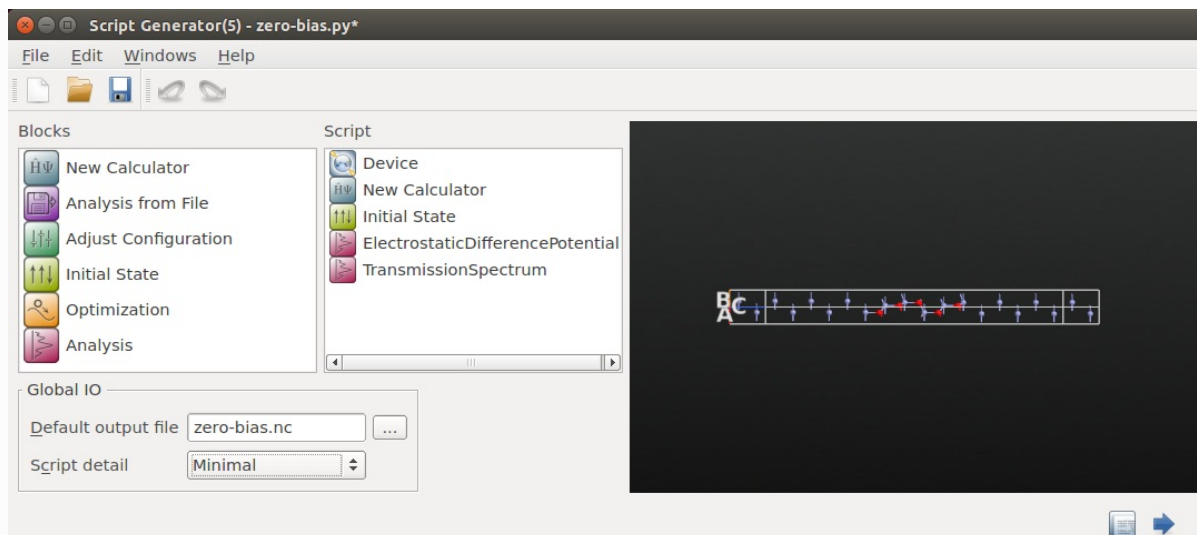 Script Generator(5) - zero-bias.py*
File Edit Windows Help
Blocks
New Calculator
Analysis from File
Adjust Configuration
Initial State
Optimization
Analysis
Script
Device
New Calculator
Initial State
ElectrostaticDifferencePotential
TransmissionSpectrum
Global IO
Default output file zero-bias.nc ...
Script detail Minimal
B
C
A